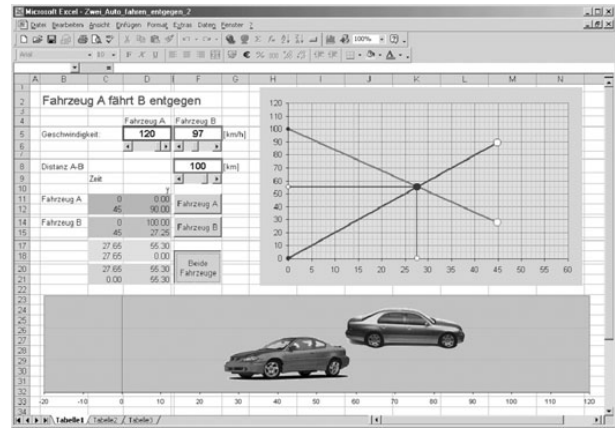 Microsoft Excel - Zwei_Auto_fahren_entgegen_2
Datei Bearbeiten Ansicht Einfügen Format Extras Daten Fenster ?
100%
Arial 10 F K U
Fahrzeug A fährt B entgegen
Fahrzeug A Fahrzeug B
Geschwindigkeit: 120 97 [km/h]
Distanz A-B: 100 [km]
Zeit y
Fahrzeug A 0 0.00
45 90.00
Fahrzeug A
Fahrzeug B 0 100.00
45 27.25
Fahrzeug B
27.65 55.30
27.65 0.00
20 27.65 55.30
21 0.00 55.30
Beide
Fahrzeuge
120
110
100
90
80
70
60
50
40
30
20
10
0
0 5 10 15 20 25 30 35 40 45 50 55 60
-20 -10 0 10 20 30 40 50 60 70 80 90 100 110 120
Tabelle1 / Tabelle2 / Tabelle3